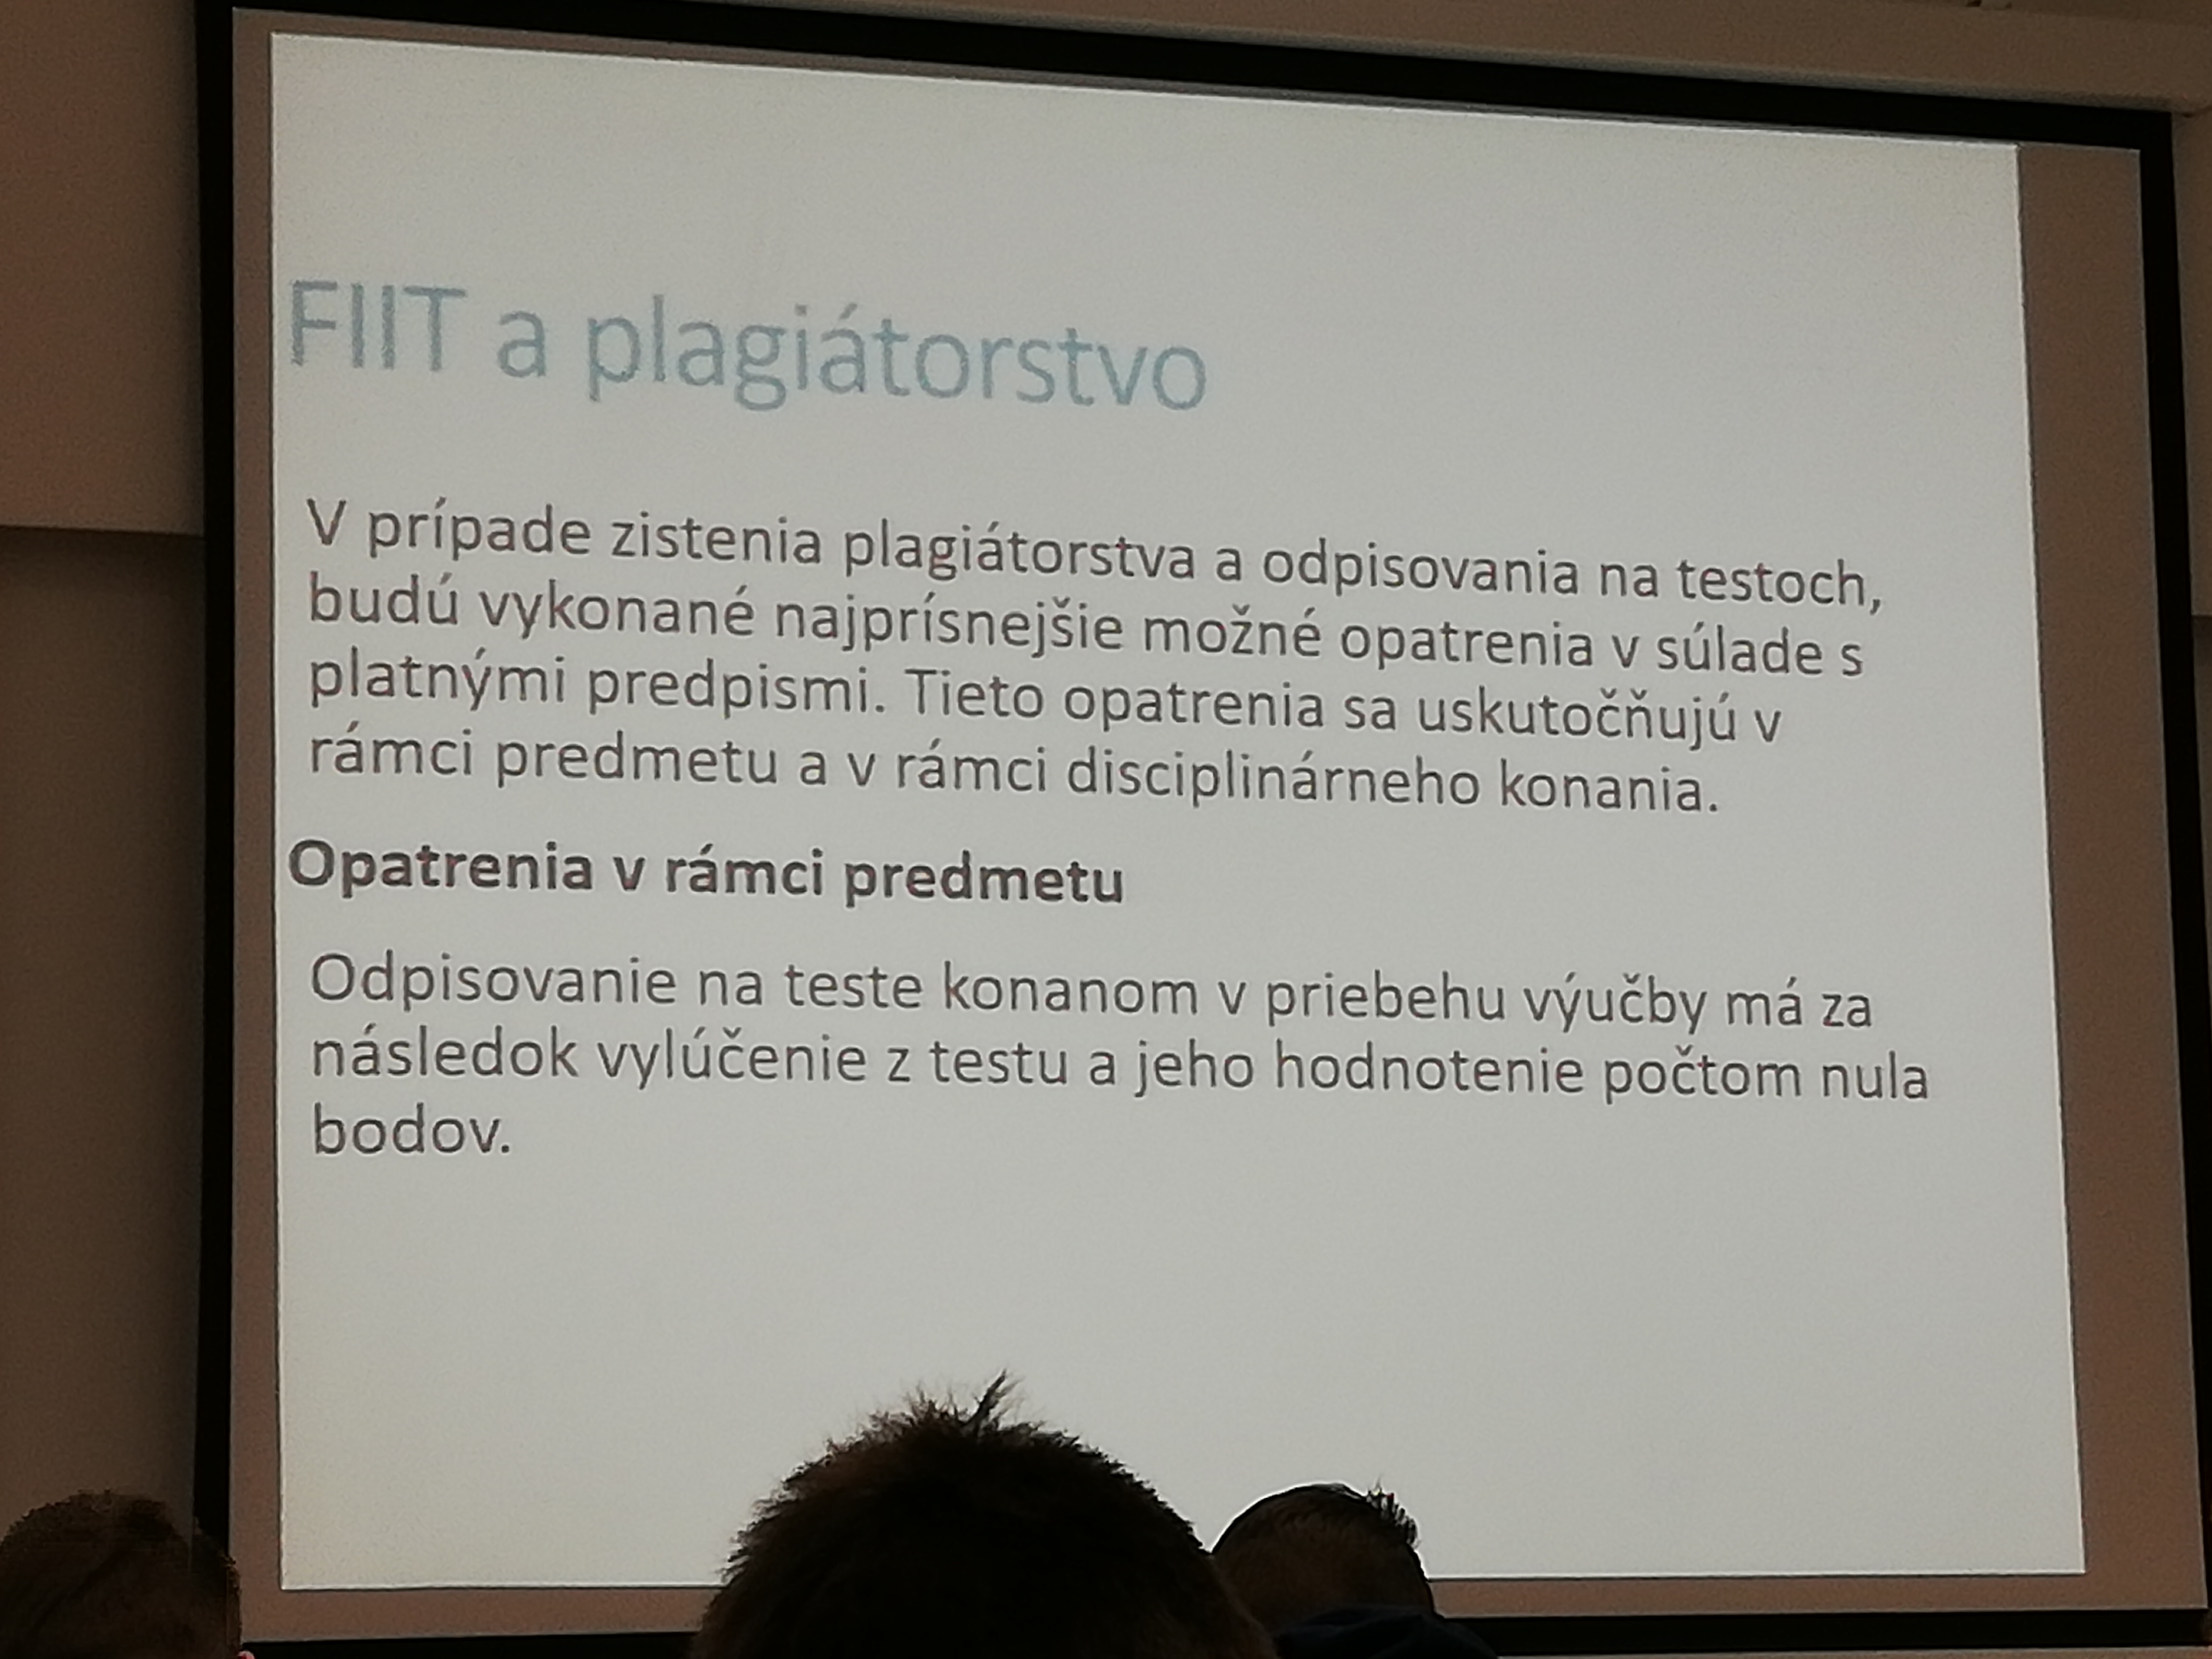 FIIT a plagiátorstvo
V prípade zistenia plagiátorstva a odpisovania na testoch,
budú vykonané najprísnejšie možné opatrenia v súlade s
platnými predpismi. Tieto opatrenia sa uskutočňujú v
rámci predmetu a v rámci disciplinárneho konania.
Opatrenia v rámci predmetu
Odpisovanie na teste konanom v priebehu výučby má za
následok vylúčenie z testu a jeho hodnotenie počtom nula
bodov.